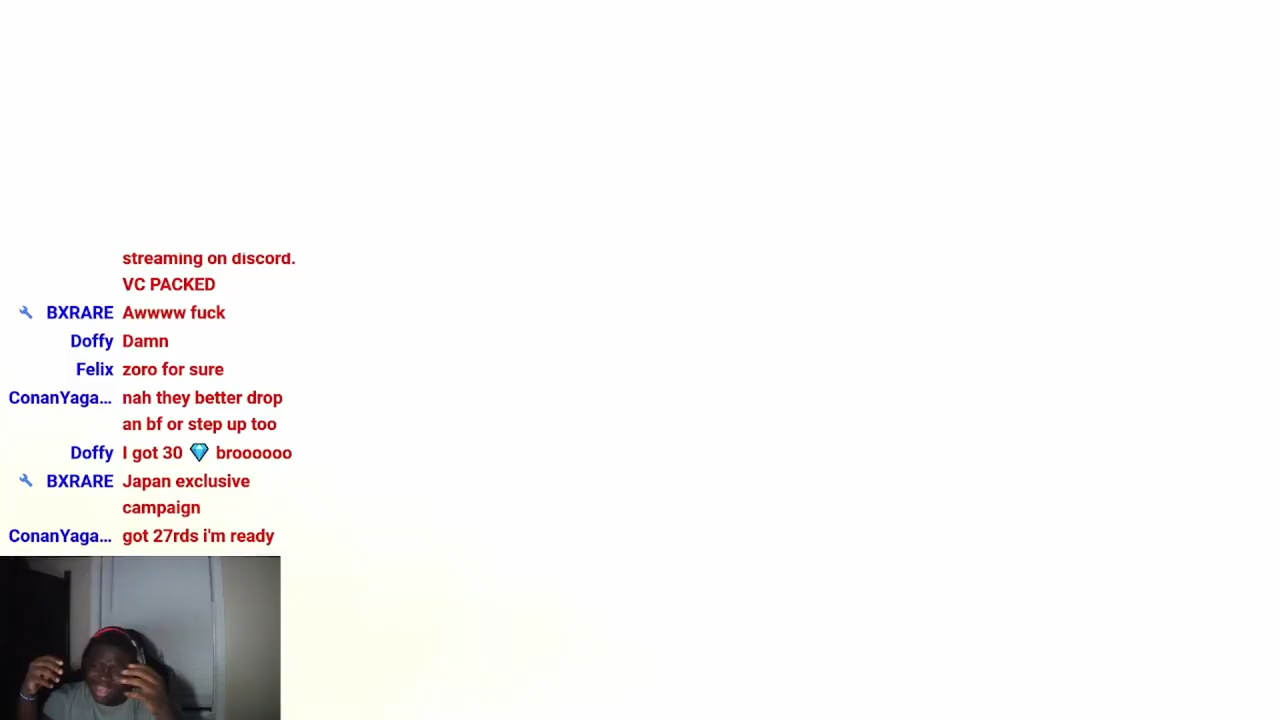 streaming on discord.
VC PACKED
BXRARE Awwww fuck
Doffy Damn
Felix zoro for sure
ConanYaga... nah they better drop
an bf or step up too
Doffy I got 30 💎 broooooo
BXRARE Japan exclusive
campaign
ConanYaga... got 27rds i'm ready